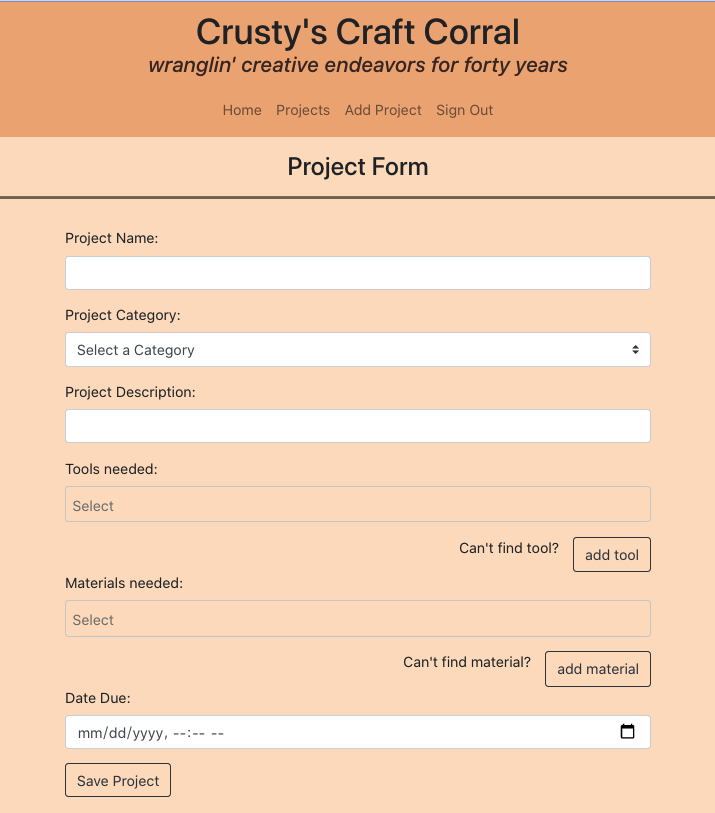 Crusty's Craft Corral
wranglin' creative endeavors for forty years
Home Projects Add Project Sign Out
Project Form
Project Name:
Project Category:
Select a Category
Project Description:
Tools needed:
Select
Can't find tool? add tool
Materials needed:
Select
Can't find material? add material
Date Due:
mm/dd/yyyy, --:-- --
Save Project